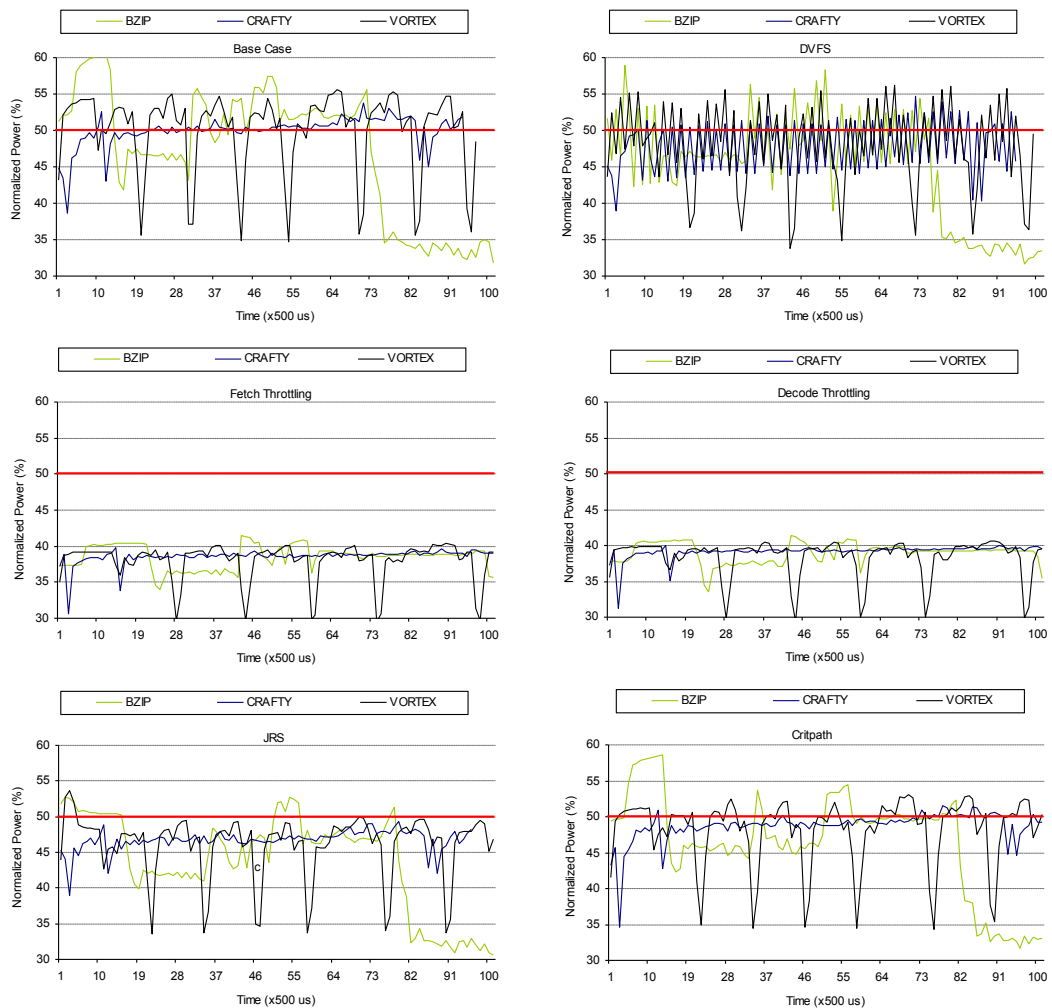 BZIP CRAFTY VORTEX
Base Case
Normalized Power (%)
60
55
50
45
40
35
30
1 10 19 28 37 46 55 64 73 82 91 100
Time (x500 us)
BZIP CRAFTY VORTEX
DVFS
Normalized Power (%)
60
55
50
45
40
35
30
1 10 19 28 37 46 55 64 73 82 91 100
Time (x500 us)
BZIP CRAFTY VORTEX
Fetch Throttling
Normalized Power (%)
60
55
50
45
40
35
30
1 10 19 28 37 46 55 64 73 82 91 100
Time (x500 us)
BZIP CRAFTY VORTEX
Decode Throttling
Normalized Power (%)
60
55
50
45
40
35
30
1 10 19 28 37 46 55 64 73 82 91 100
Time (x500 us)
BZIP CRAFTY VORTEX
JRS
Normalized Power (%)
60
55
50
45
40
35
30
c
1 10 19 28 37 46 55 64 73 82 91 100
Time (x500 us)
BZIP CRAFTY VORTEX
Critpath
Normalized Power (%)
60
55
50
45
40
35
30
1 10 19 28 37 46 55 64 73 82 91 100
Time (x500 us)